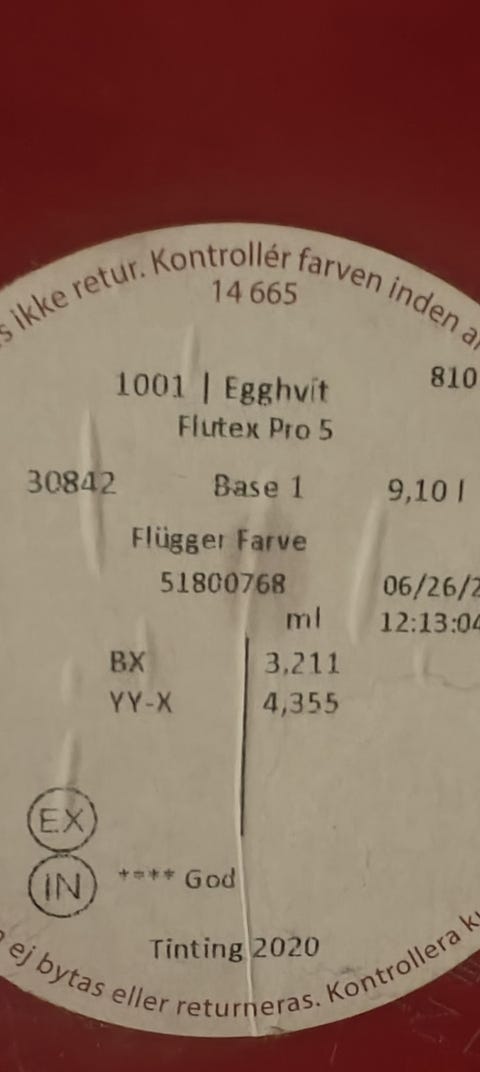 ikke retur. Kontrollér farven inden
14 665
810
1001 | Egghvit
Flutex Pro 5
30842 Base 1 9,10 l
Flügger Farve
51800768 06/26/2
ml 12:13:04
BX 3,211
YY-X 4,355
EX
IN **** God
Tinting 2020
ej bytas eller returneras. Kontrollera